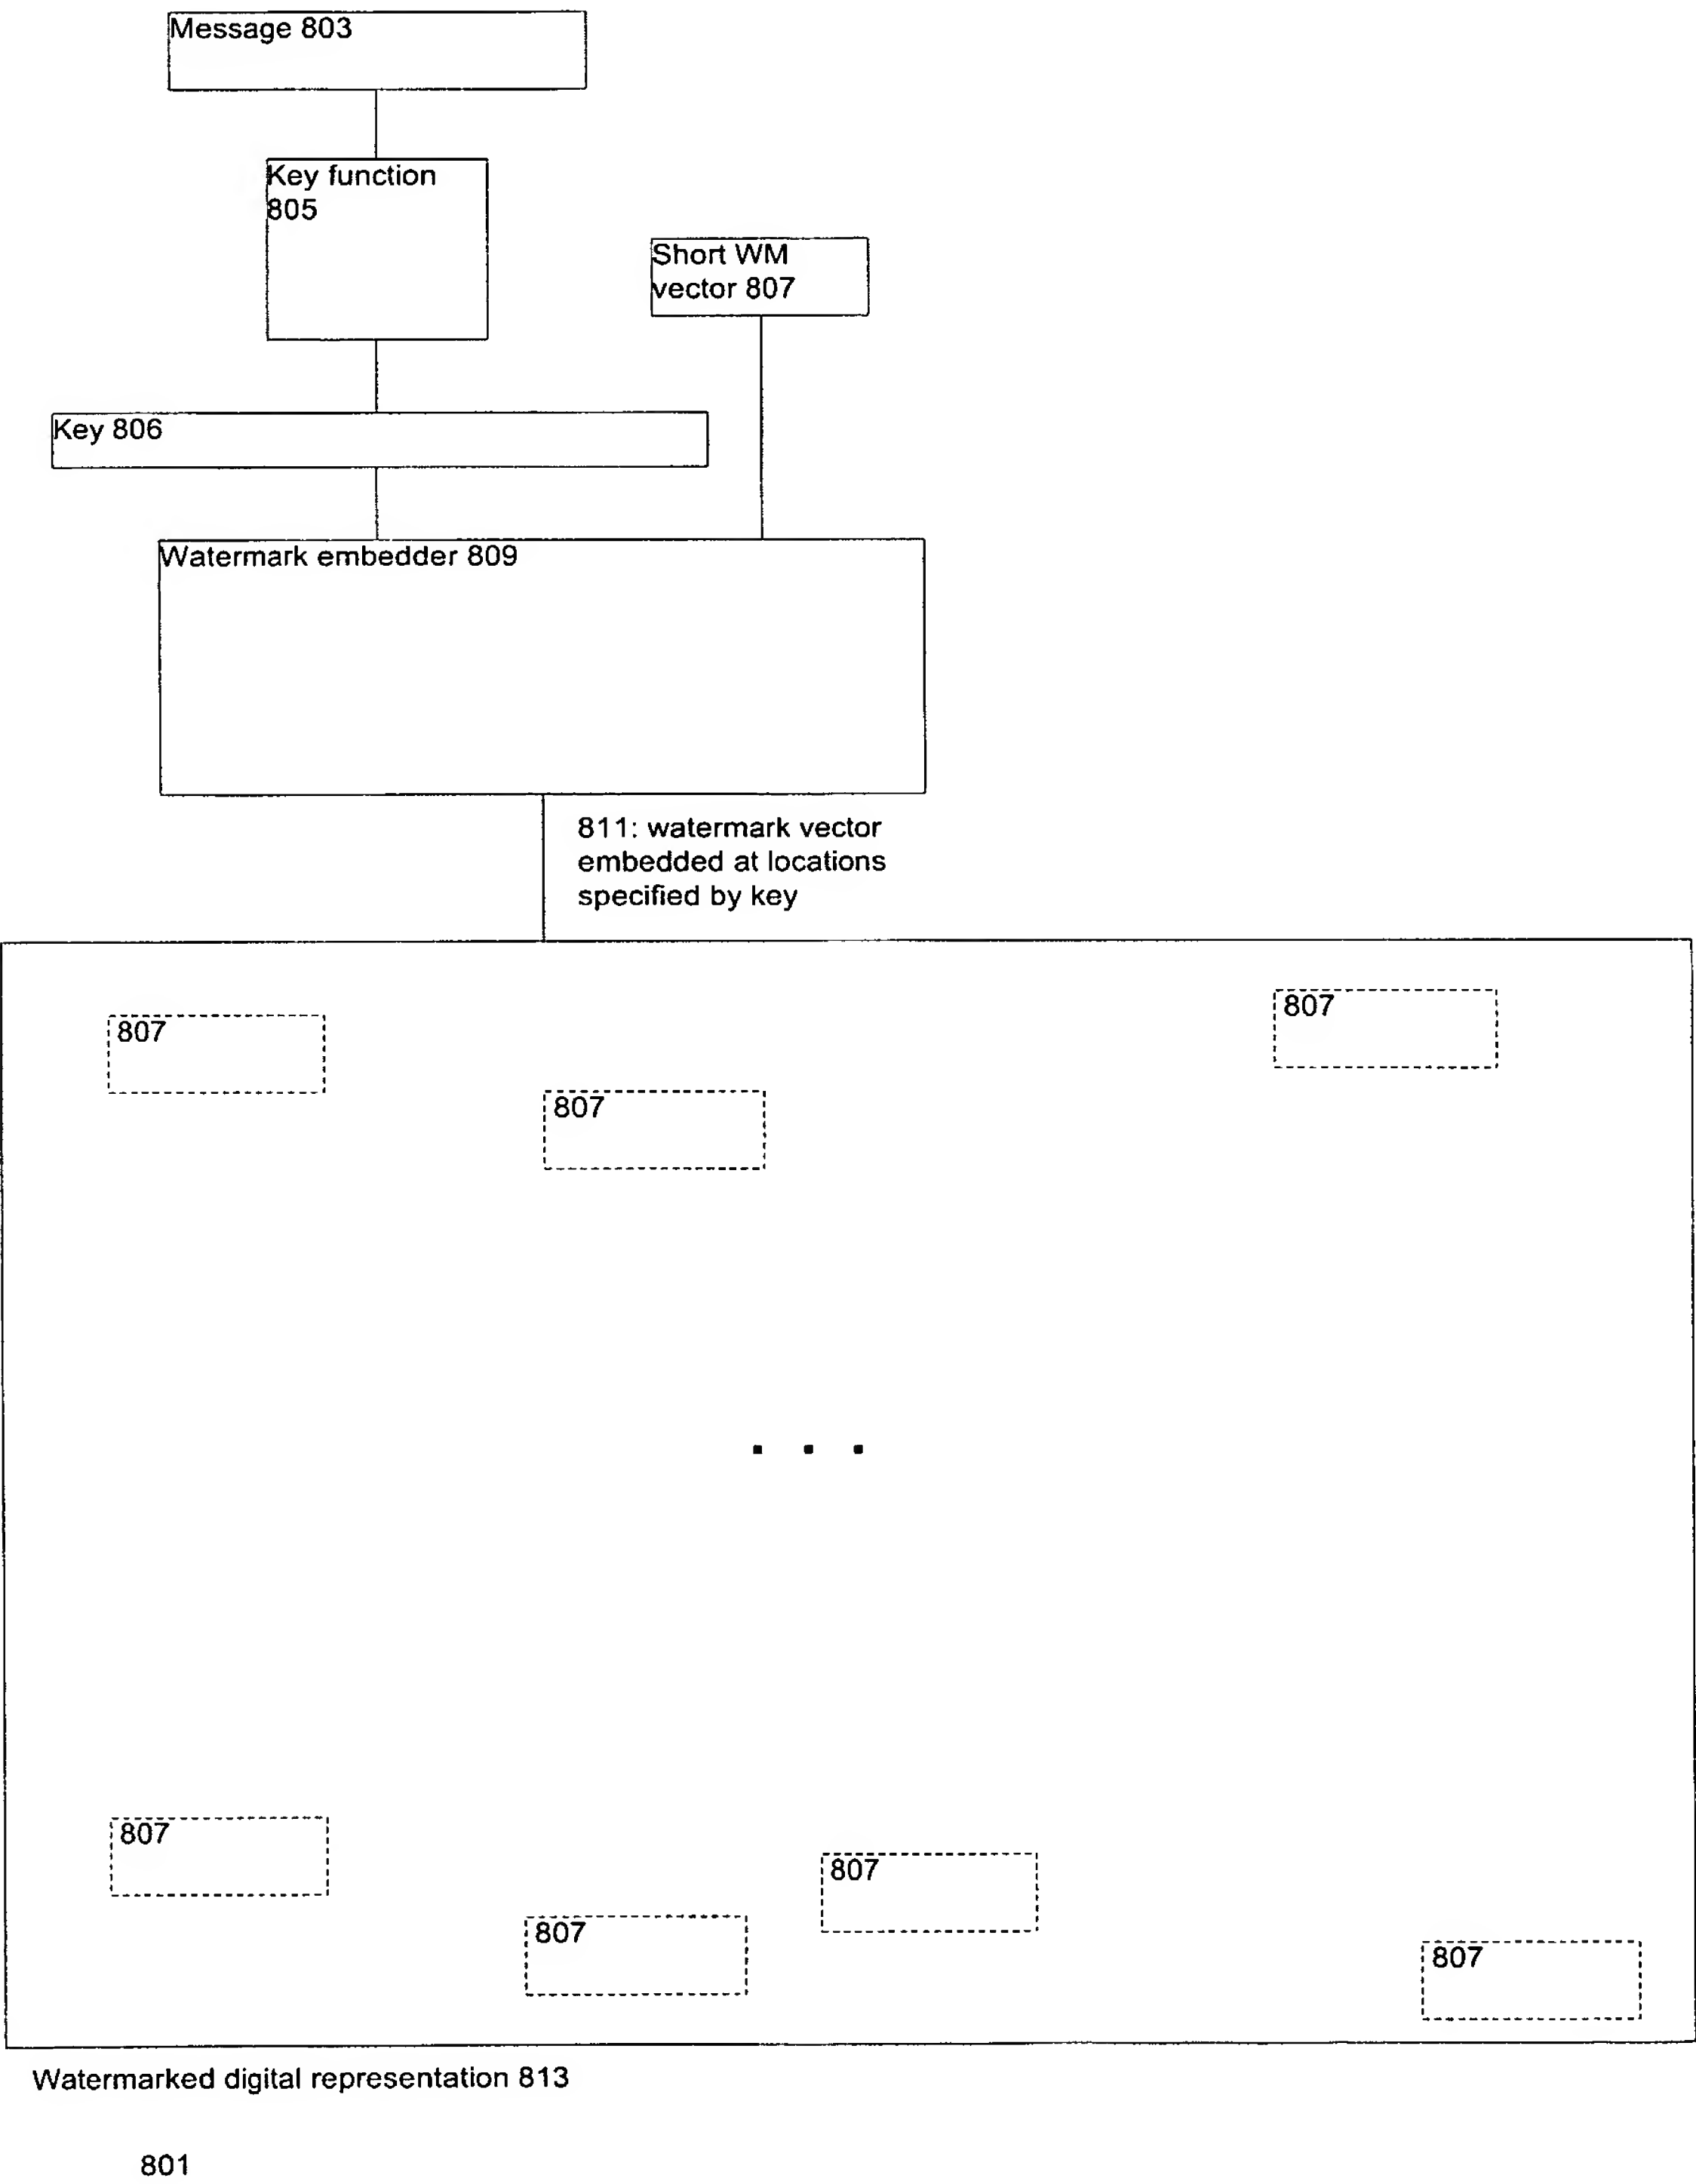 Message 803
Key function
805
Short WM
vector 807
Key 806
Watermark embedder 809
811: watermark vector
embedded at locations
specified by key
807
807
807
807
807
807
807
Watermarked digital representation 813
801